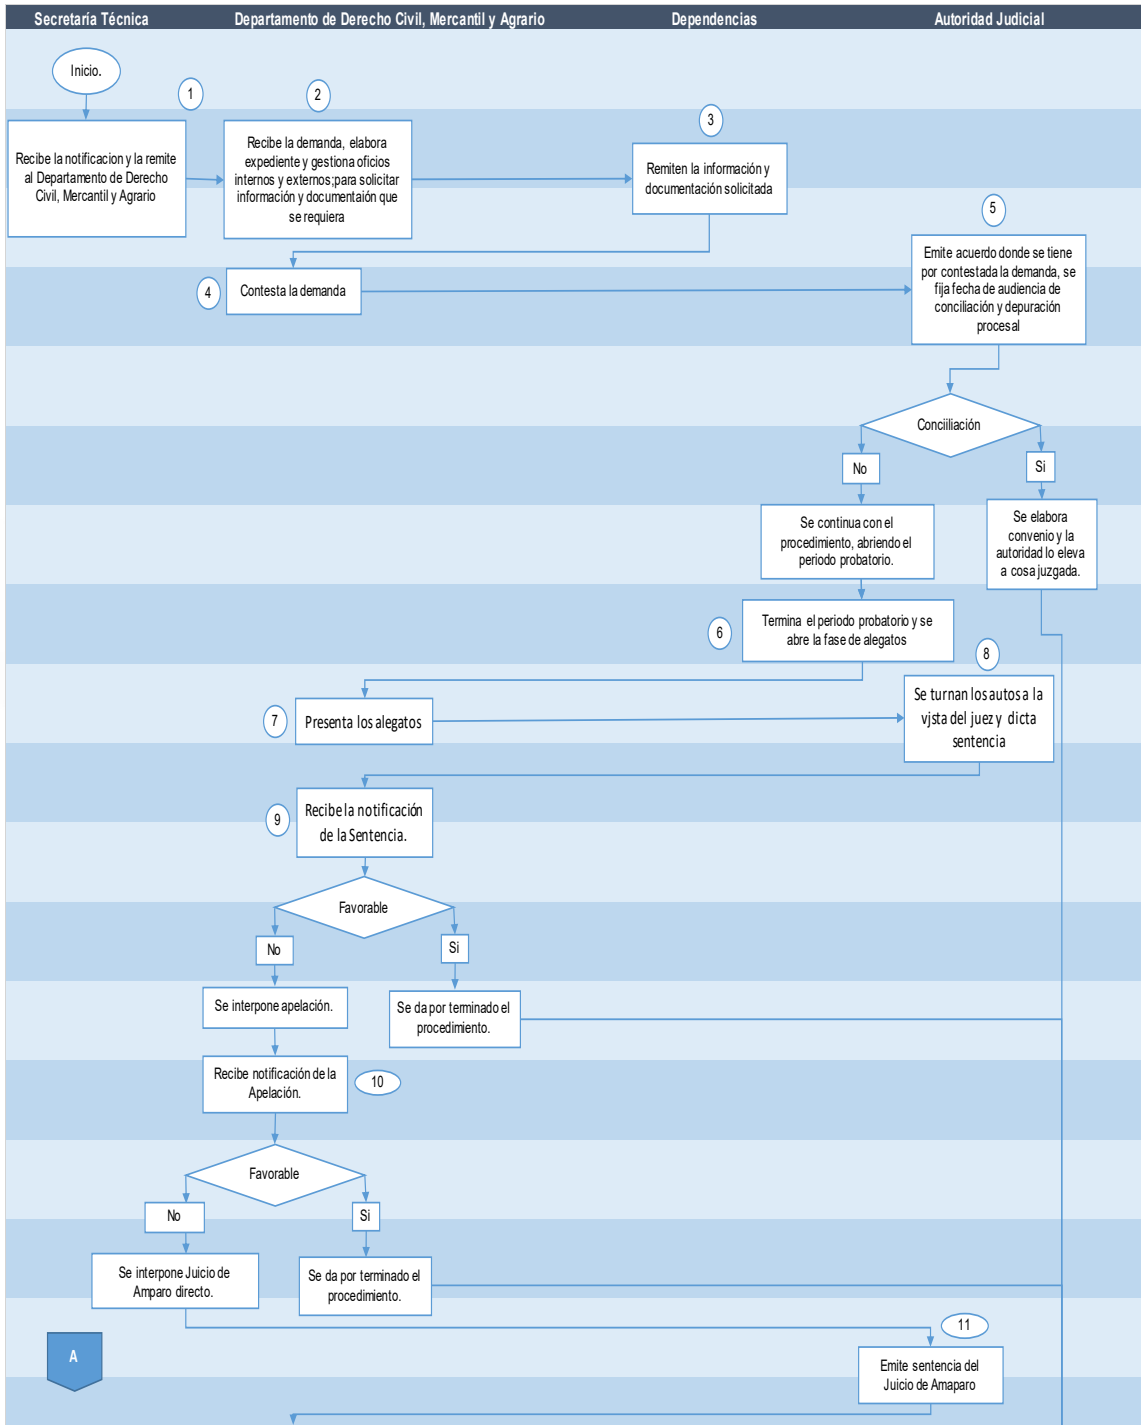 Secretaría Técnica
Departamento de Derecho Civil, Mercantil y Agrario
Dependencias
Autoridad Judicial
Inicio.
1
Recibe la notificacion y la remite
al Departamento de Derecho
Civil, Mercantil y Agrario
2
Recibe la demanda, elabora
expediente y gestiona oficios
internos y externos;para solicitar
información y documentaión que
se requiera
3
Remiten la información y
documentación solicitada
4
Contesta la demanda
5
Emite acuerdo donde se tiene
por contestada la demanda, se
fija fecha de audiencia de
conciliación y depuración
procesal
Conciiliación
No
Si
Se continua con el
procedimiento, abriendo el
periodo probatorio.
Se elabora
convenio y la
autoridad lo eleva
a cosa juzgada.
6
Termina el periodo probatorio y se
abre la fase de alegatos
7
Presenta los alegatos
8
Se turnan los autos a la
vjsta del juez y dicta
sentencia
9
Recibe la notificación
de la Sentencia.
Favorable
No
Si
Se interpone apelación.
Se da por terminado el
procedimiento.
Recibe notificación de la
Apelación.
10
Favorable
No
Si
Se interpone Juicio de
Amparo directo.
Se da por terminado el
procedimiento.
11
Emite sentencia del
Juicio de Amaparo
A